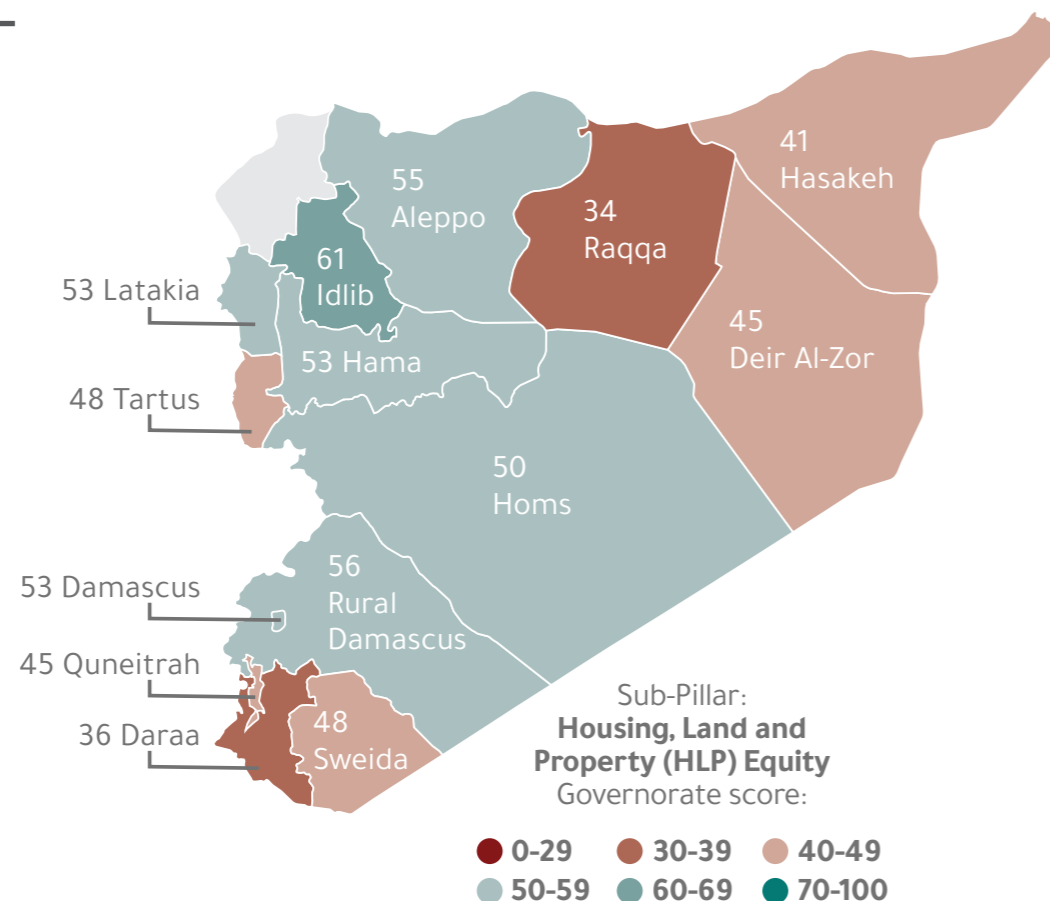 41
Hasakeh
55
Aleppo
34
Raqqa
61
Idlib
53 Latakia
45
Deir Al-Zor
53 Hama
48 Tartus
50
Homs
56
Rural
Damascus
53 Damascus
45 Quneitrah
36 Daraa
48
Sweida
Sub-Pillar:
Housing, Land and
Property (HLP) Equity
Governorate score:
0-29 30-39 40-49
50-59 60-69 70-100